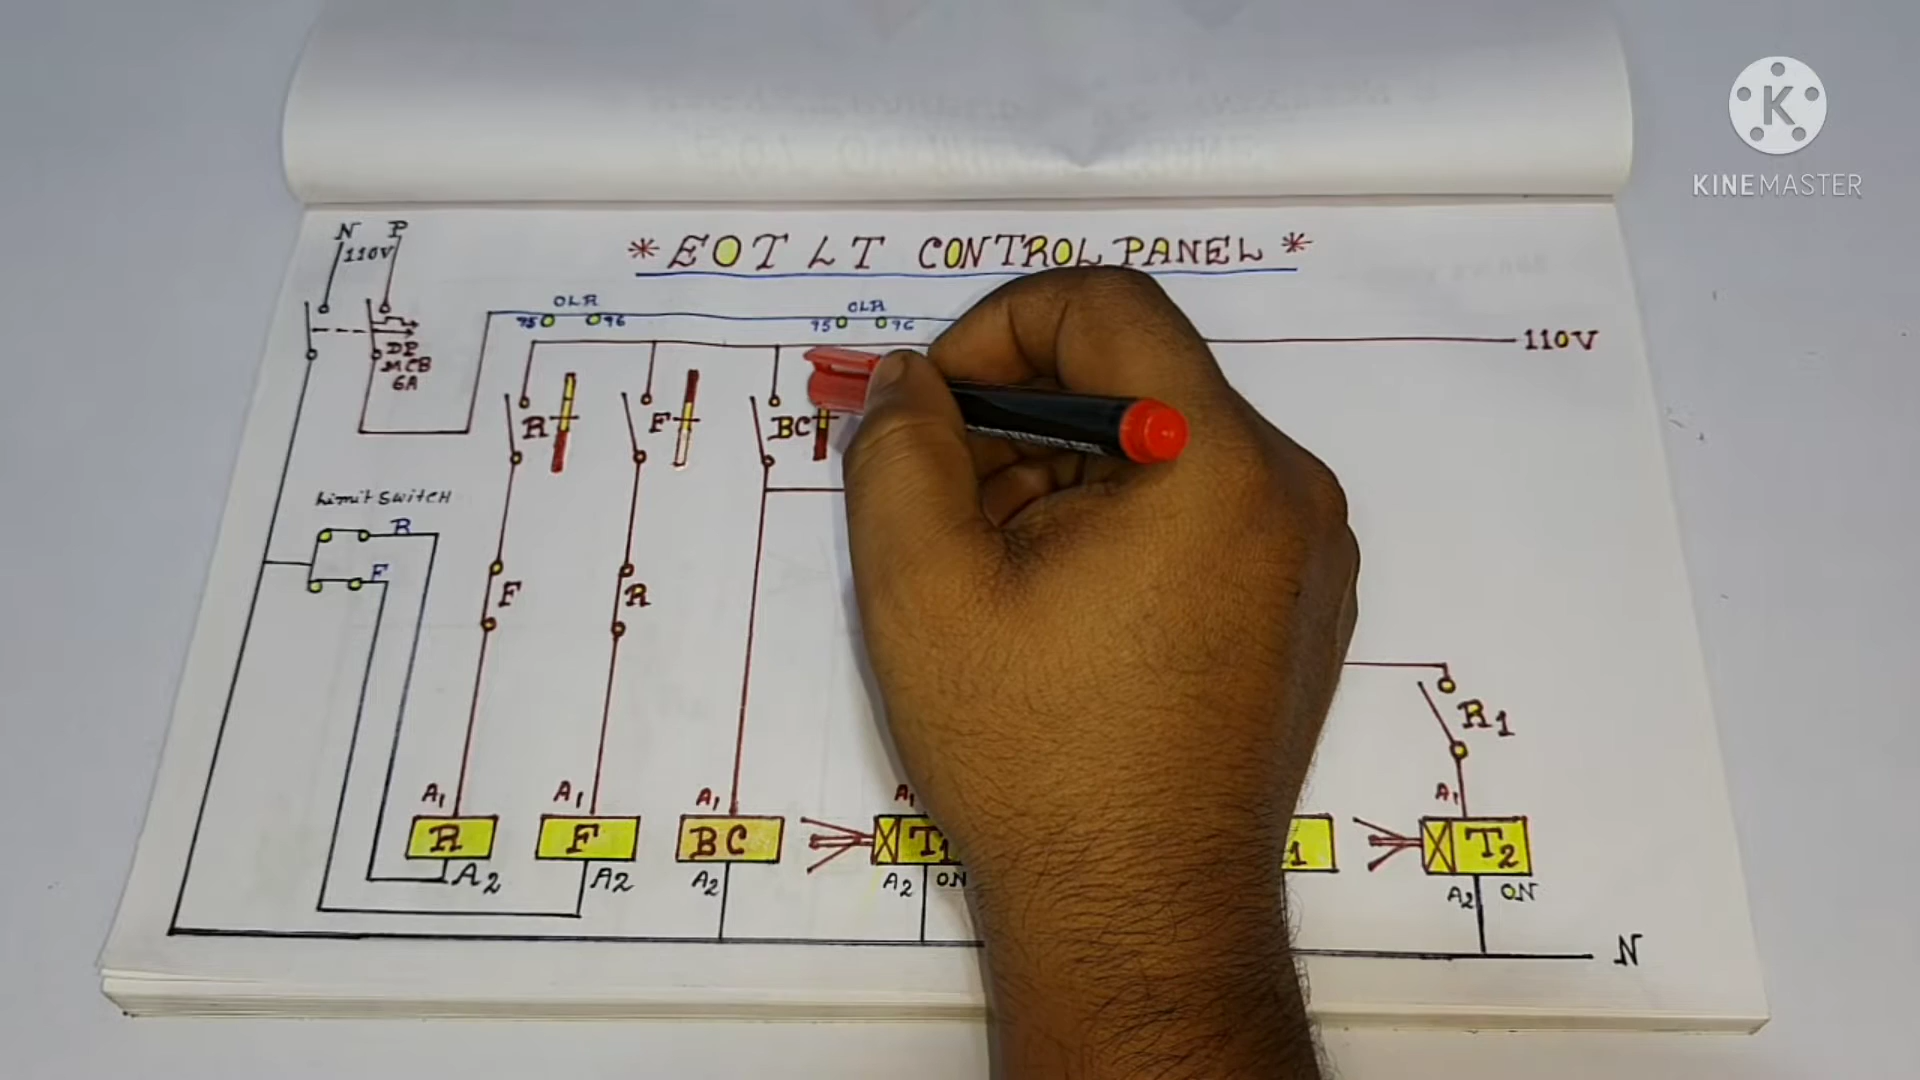 KINEMASTER
N P
110V
* EOT LT CONTROL PANEL *
OLR
95 96
OLR
95 96
110V
DP
MCB
6A
R
F
BC
Limit Switch
R
F
F
R
R1
A1
A1
A1
A1
A1
R
F
BC
T1
1
T2
A2
A2
A2
A2
ON
A2
ON
N